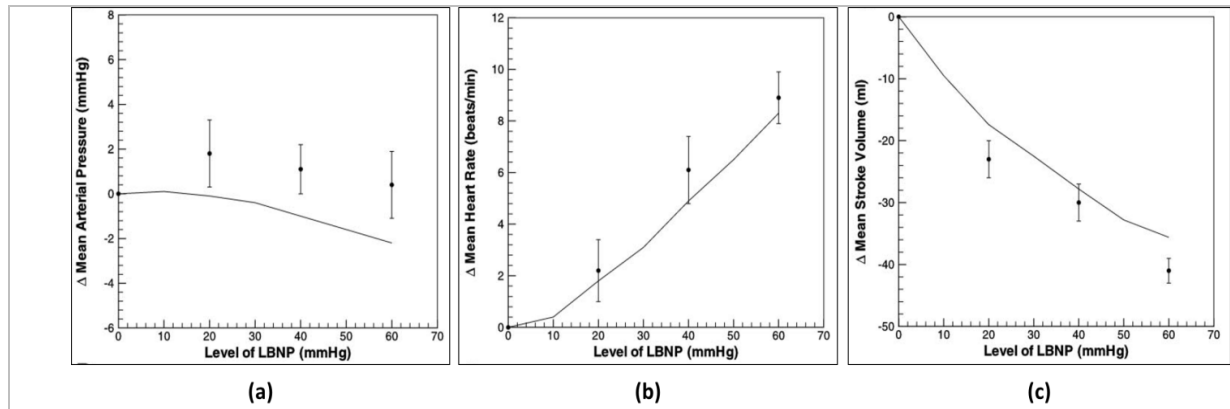 8
6
4
2
0
-2
-4
-6
Δ Mean Arterial Pressure (mmHg)
0 10 20 30 40 50 60 70
Level of LBNP (mmHg)
(a)
12
10
8
6
4
2
0
Δ Mean Heart Rate (beats/min)
0 10 20 30 40 50 60 70
Level of LBNP (mmHg)
(b)
0
-10
-20
-30
-40
-50
Δ Mean Stroke Volume (ml)
0 10 20 30 40 50 60 70
Level of LBNP (mmHg)
(c)